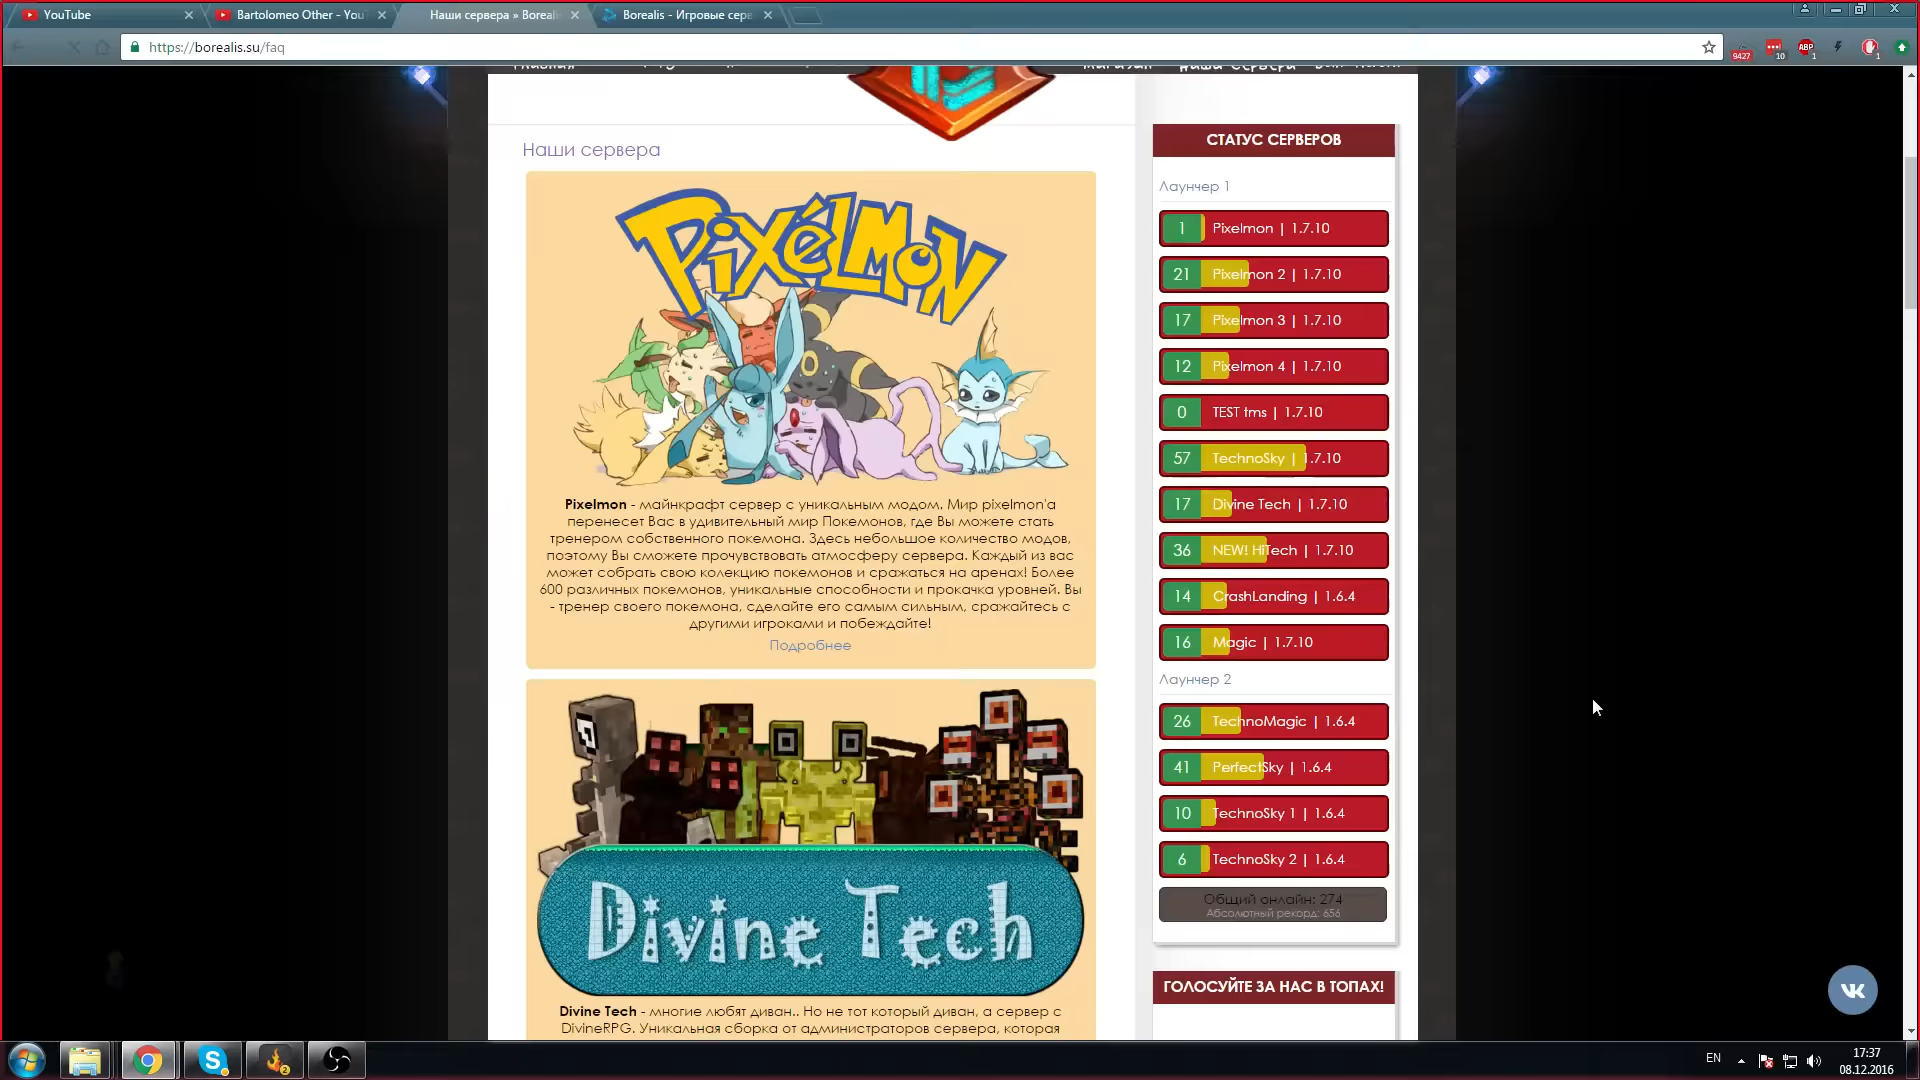 YouTube
Bartolomeo Other - YouT
Наши сервера » Boreali
Borealis - Игровые серв
https://borealis.su/faq
9427
10
ABP
1
1
Наши сервера
PIXÉLMON
Pixelmon - майнкрафт сервер с уникальным модом. Мир pixelmon'а
перенесет Вас в удивительный мир Покемонов, где Вы можете стать
тренером собственного покемона. Здесь небольшое количество модов,
поэтому Вы сможете прочувствовать атмосферу сервера. Каждый из вас
может собрать свою колекцию покемонов и сражаться на аренах! Более
600 различных покемонов, уникальные способности и прокачка уровней. Вы
- тренер своего покемона, сделайте его самым сильным, сражайтесь с
другими игроками и побеждайте!
Подробнее
Divine Tech
Divine Tech - многие любят диван.. Но не тот который диван, а сервер с
DivineRPG. Уникальная сборка от администраторов сервера, которая
СТАТУС СЕРВЕРОВ
Лаунчер 1
1 Pixelmon | 1.7.10
21 Pixelmon 2 | 1.7.10
17 Pixelmon 3 | 1.7.10
12 Pixelmon 4 | 1.7.10
0 TEST tms | 1.7.10
57 TechnoSky | 1.7.10
17 Divine Tech | 1.7.10
36 NEW! HiTech | 1.7.10
14 CrashLanding | 1.6.4
16 Magic | 1.7.10
Лаунчер 2
26 TechnoMagic | 1.6.4
41 PerfectSky | 1.6.4
10 TechnoSky 1 | 1.6.4
6 TechnoSky 2 | 1.6.4
Общий онлайн: 274
Абсолютный рекорд: 656
ГОЛОСУЙТЕ ЗА НАС В ТОПАХ!
EN
17:37
08.12.2016